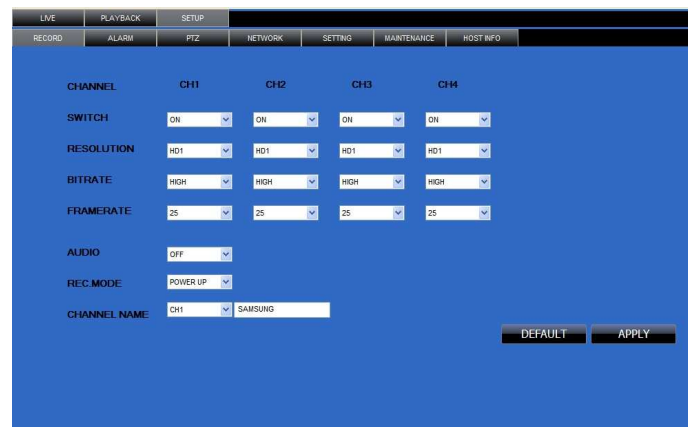 LIVE PLAYBACK SETUP
RECORD ALARM PTZ NETWORK SETTING MAINTENANCE HOST INFO
CHANNEL CH1 CH2 CH3 CH4
SWITCH ON ON ON ON
RESOLUTION HD1 HD1 HD1 HD1
BITRATE HIGH HIGH HIGH HIGH
FRAMERATE 25 25 25 25
AUDIO OFF
REC.MODE POWER UP
CHANNEL NAME CH1 SAMSUNG
DEFAULT APPLY